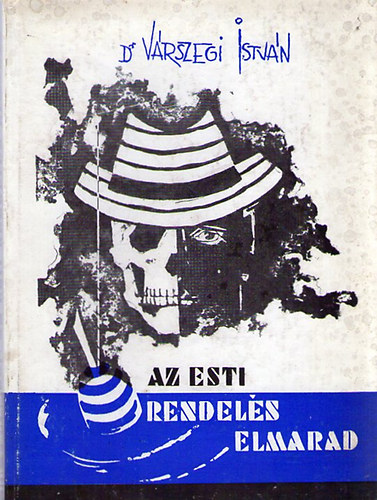 Dr VÁRSZEGI ISTVÁN
AZ ESTI
RENDELÉS
ELMARAD